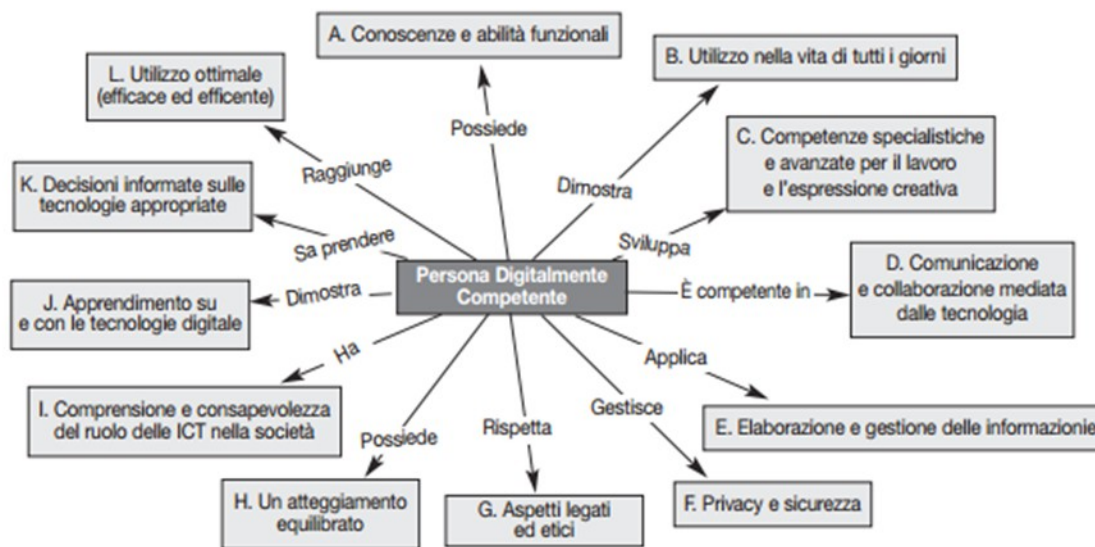 A. Conoscenze e abilità funzionali
Possiede
B. Utilizzo nella vita di tutti i giorni
Dimostra
C. Competenze specialistiche
e avanzate per il lavoro
e l'espressione creativa
Sviluppa
D. Comunicazione
e collaborazione mediata
dalle tecnologia
È competente in
E. Elaborazione e gestione delle informazionie
Applica
F. Privacy e sicurezza
Gestisce
G. Aspetti legati
ed etici
Rispetta
H. Un atteggiamento
equilibrato
Possiede
I. Comprensione e consapevolezza
del ruolo delle ICT nella società
Ha
J. Apprendimento su
e con le tecnologie digitale
Dimostra
K. Decisioni informate sulle
tecnologie appropriate
Sa prendere
L. Utilizzo ottimale
(efficace ed efficente)
Raggiunge
Persona Digitalmente
Competente